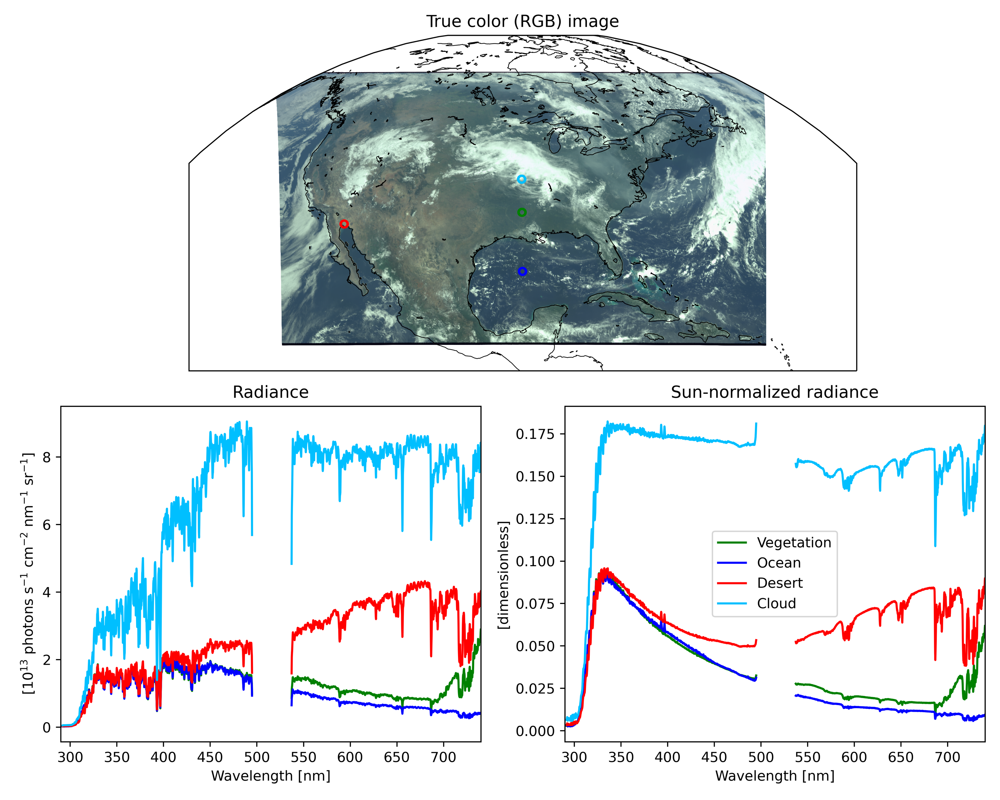 True color (RGB) image
Radiance
[10¹³ photons s⁻¹ cm⁻² nm⁻¹ sr⁻¹]
8
6
4
2
0
300 350 400 450 500 550 600 650 700
Wavelength [nm]
Sun-normalized radiance
[dimensionless]
0.175
0.150
0.125
0.100
0.075
0.050
0.025
0.000
Vegetation
Ocean
Desert
Cloud
300 350 400 450 500 550 600 650 700
Wavelength [nm]